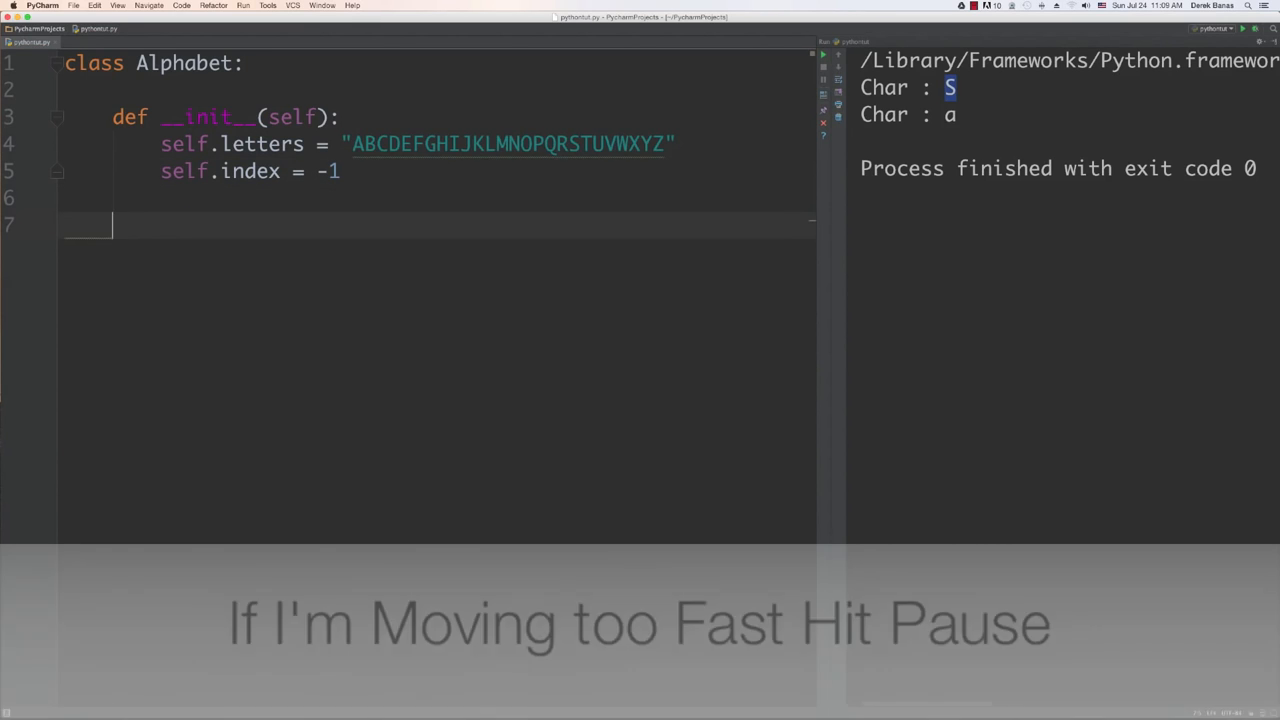 PyCharm File Edit View Navigate Code Refactor Run Tools VCS Window Help
10 Sun Jul 24 11:09 AM Derek Banas
pythontut.py - PycharmProjects - [~/PycharmProjects]
PycharmProjects pythontut.py pythontut
pythontut.py
Run: pythontut
1 class Alphabet:
2
3 def __init__(self):
4 self.letters = "ABCDEFGHIJKLMNOPQRSTUVWXYZ"
5 self.index = -1
6
7
/Library/Frameworks/Python.framewor
Char : S
Char : a
Process finished with exit code 0
If I'm Moving too Fast Hit Pause